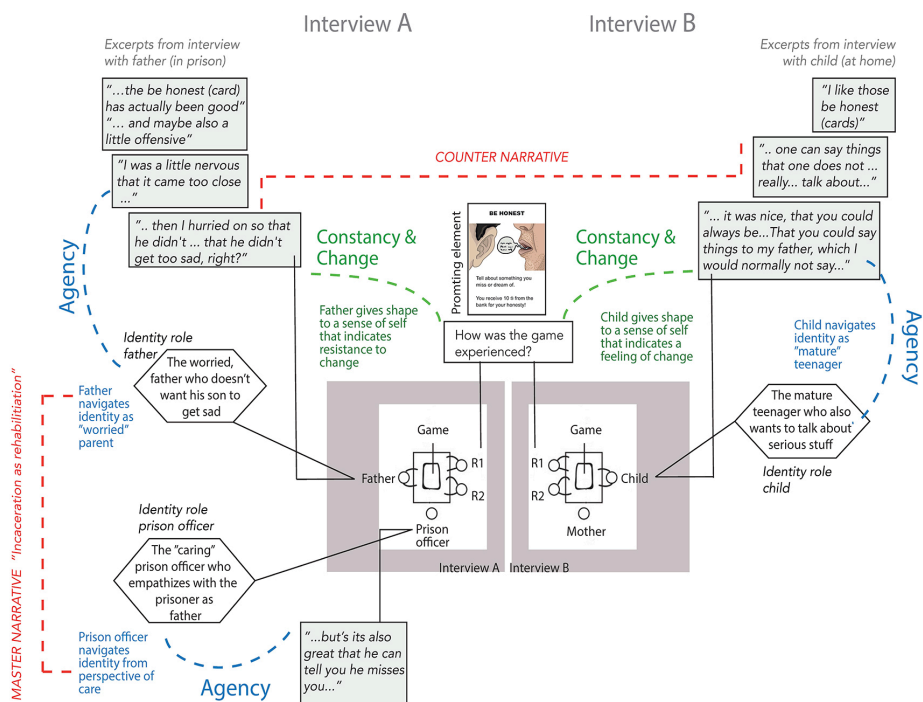 Interview A
Interview B
Excerpts from interview
with father (in prison)
Excerpts from interview
with child (at home)
"...the be honest (card)
has actually been good"
"... and maybe also a
little offensive"
"I was a little nervous
that it came too close
..."
".. then I hurried on so that
he didn't ... that he didn't
get too sad, right?"
"I like those
be honest
(cards)"
".. one can say things
that one does not ...
really... talk about..."
"... it was nice, that you could
always be...That you could say
things to my father, which I
would normally not say..."
COUNTER NARRATIVE
Agency
Constancy &
Change
Father gives shape
to a sense of self
that indicates
resistance to
change
Promting element
BE HONEST
Tell about something you
miss or dream of.
You receive 10 from the
bank for your honesty!
How was the game
experienced?
Constancy &
Change
Child gives shape
to a sense of self
that indicates a
feeling of change
Agency
Child navigates
identity as
"mature"
teenager
Identity role
father
The worried,
father who doesn't
want his son to
get sad
Father
navigates
identity as
"worried"
parent
MASTER NARRATIVE "Incaceration as rehabilitiation"
The mature
teenager who also
wants to talk about
serious stuff
Identity role
child
Game
Father
R1
R2
Prison
officer
Interview A
Game
R1
R2
Child
Mother
Interview B
Identity role
prison officer
The "caring"
prison officer who
empathizes with the
prisoner as
father
Prison officer
navigates
identity from
perspective of
care
Agency
"...but's its also
great that he can
tell you he misses
you..."